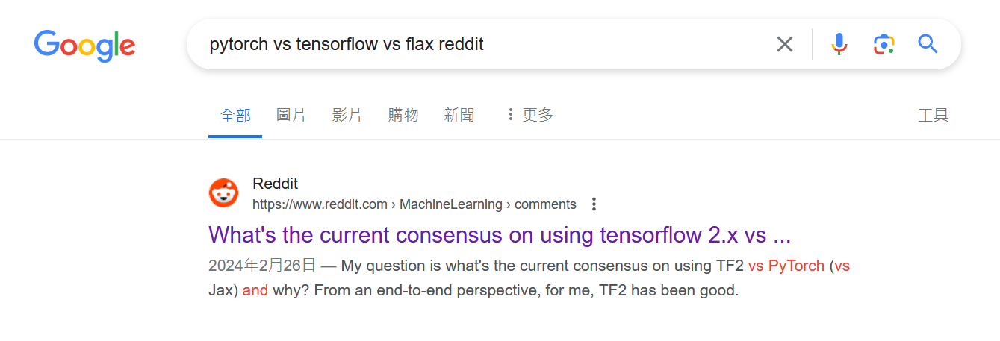 Google
pytorch vs tensorflow vs flax reddit
全部 圖片 影片 購物 新聞 更多 工具
Reddit
https://www.reddit.com › MachineLearning › comments
What's the current consensus on using tensorflow 2.x vs ...
2024年2月26日 — My question is what's the current consensus on using TF2 vs PyTorch (vs
Jax) and why? From an end-to-end perspective, for me, TF2 has been good.